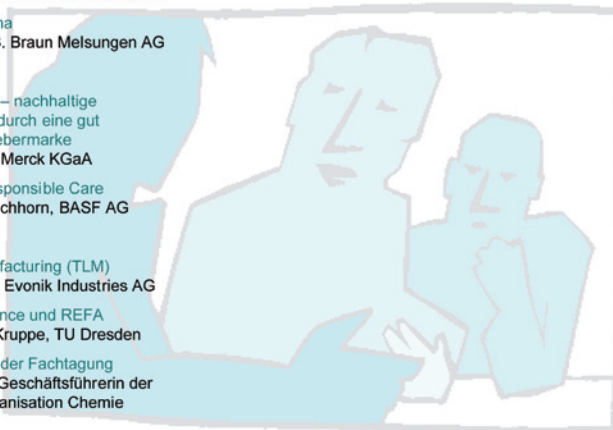 na
. Braun Melsungen AG
– nachhaltige
durch eine gut
ebermarke
Merck KGaA
sponsible Care
chhorn, BASF AG
facturing (TLM)
Evonik Industries AG
nce und REFA
Kruppe, TU Dresden
der Fachtagung
Geschäftsführerin der
anisation Chemie